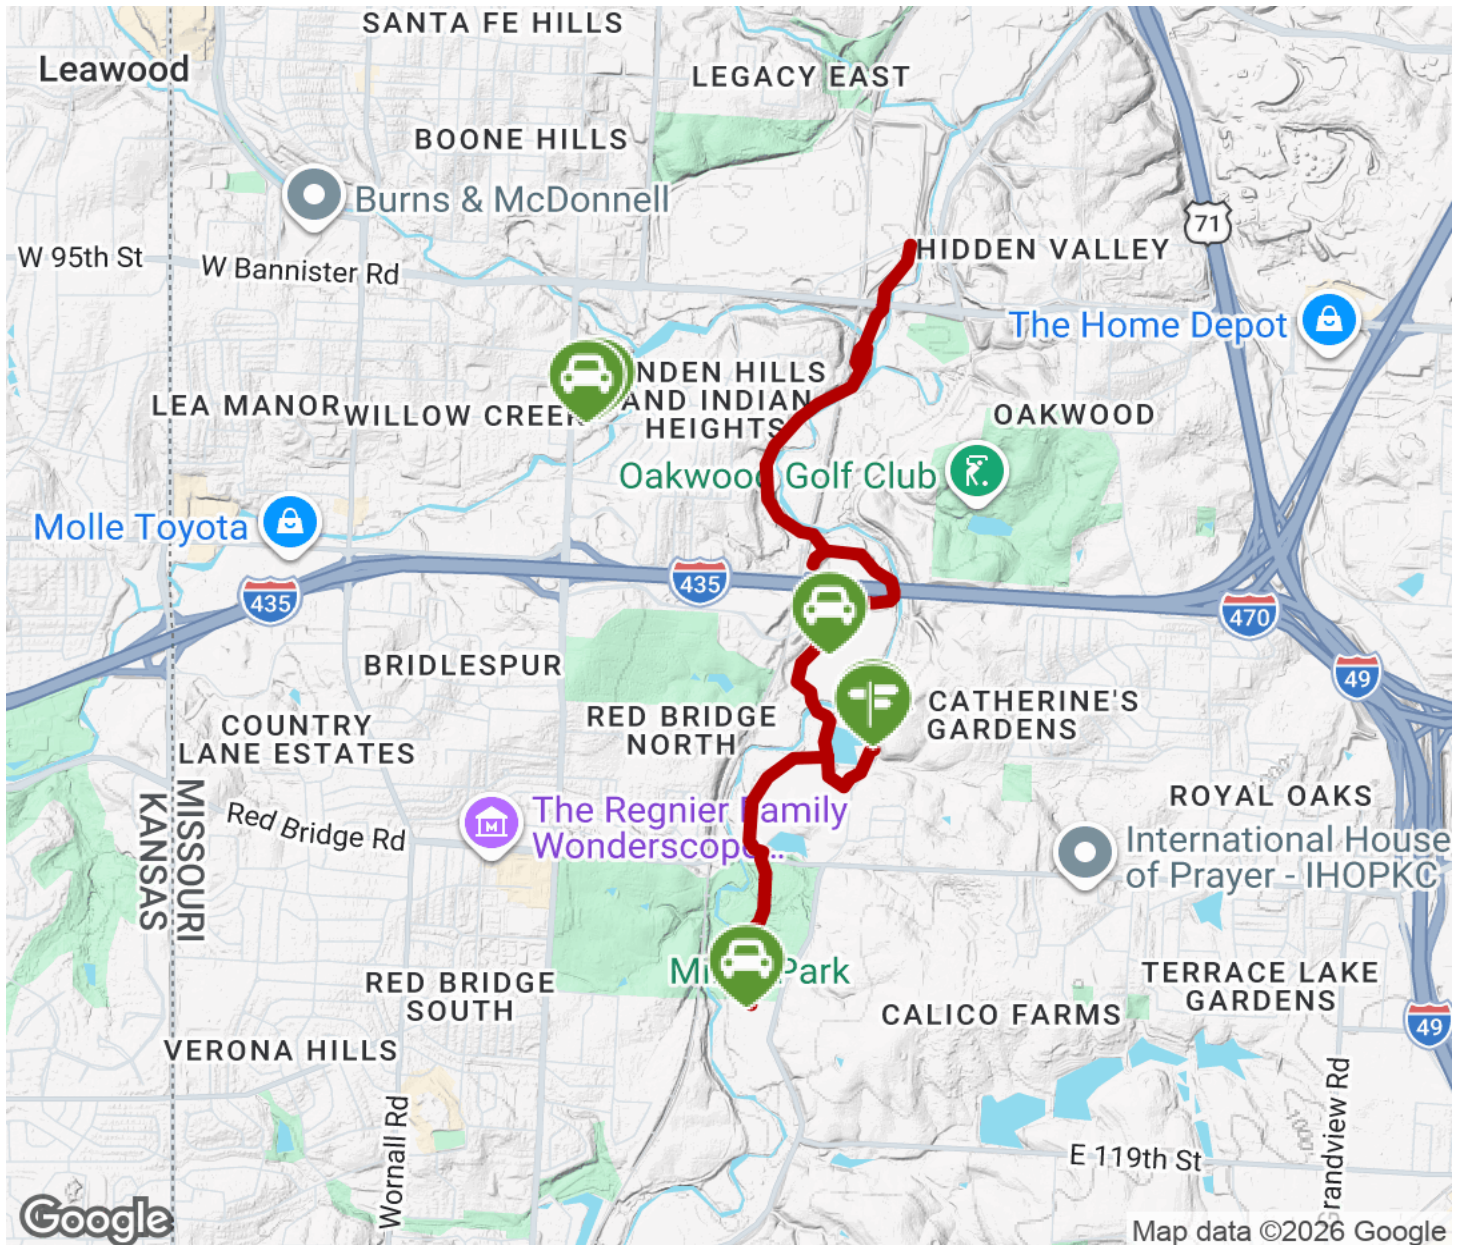 SANTA FE HILLS
Leawood
LEGACY EAST
BOONE HILLS
Burns & McDonnell
71
W 95th St
W Bannister Rd
HIDDEN VALLEY
The Home Depot
NDEN HILLS
AND INDIAN
HEIGHTS
LEA MANOR
WILLOW CREEK
OAKWOOD
Oakwood Golf Club
Molle Toyota
435
435
470
49
BRIDLESPUR
CATHERINE'S
GARDENS
RED BRIDGE
NORTH
COUNTRY
LANE ESTATES
MISSOURI
KANSAS
Red Bridge Rd
The Regnier Family
Wonderscope...
ROYAL OAKS
International House
of Prayer - IHOPKC
RED BRIDGE
SOUTH
Park
TERRACE LAKE
GARDENS
CALICO FARMS
49
VERONA HILLS
Wornall Rd
E 119th St
randview Rd
Google
Map data ©2026 Google